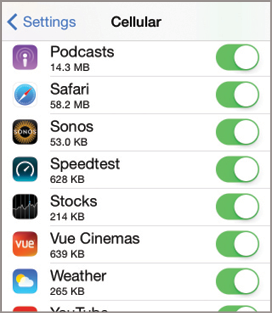 Settings
Cellular
Podcasts
14.3 MB
Safari
58.2 MB
SONOS
Sonos
53.0 KB
Speedtest
628 KB
Stocks
214 KB
vue
Vue Cinemas
639 KB
Weather
265 KB
YouTube